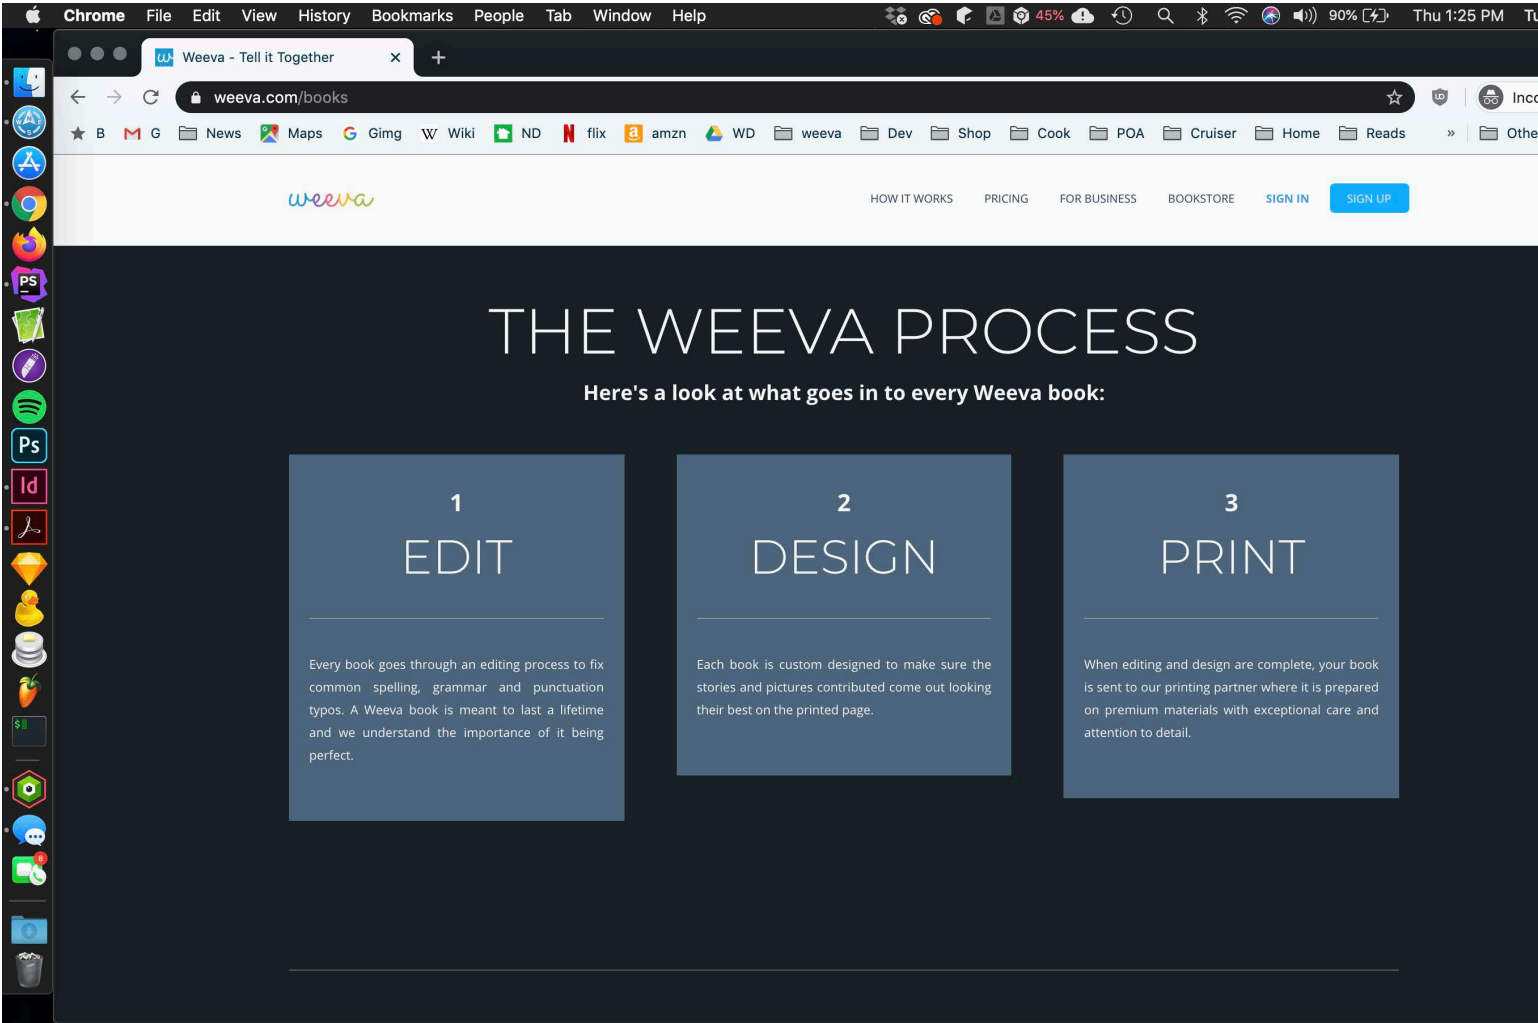 Chrome File Edit View History Bookmarks People Tab Window Help 45% 90% Thu 1:25 PM Tu
Weeva - Tell it Together
weeva.com/books Inco
B G News Maps Gimg Wiki ND flix amzn WD weeva Dev Shop Cook POA Cruiser Home Reads » Othe
weeva HOW IT WORKS PRICING FOR BUSINESS BOOKSTORE SIGN IN SIGN UP
THE WEEVA PROCESS
Here's a look at what goes in to every Weeva book:
1
EDIT
Every book goes through an editing process to fix
common spelling, grammar and punctuation
typos. A Weeva book is meant to last a lifetime
and we understand the importance of it being
perfect.
2
DESIGN
Each book is custom designed to make sure the
stories and pictures contributed come out looking
their best on the printed page.
3
PRINT
When editing and design are complete, your book
is sent to our printing partner where it is prepared
on premium materials with exceptional care and
attention to detail.
PS
Ps
Id
8